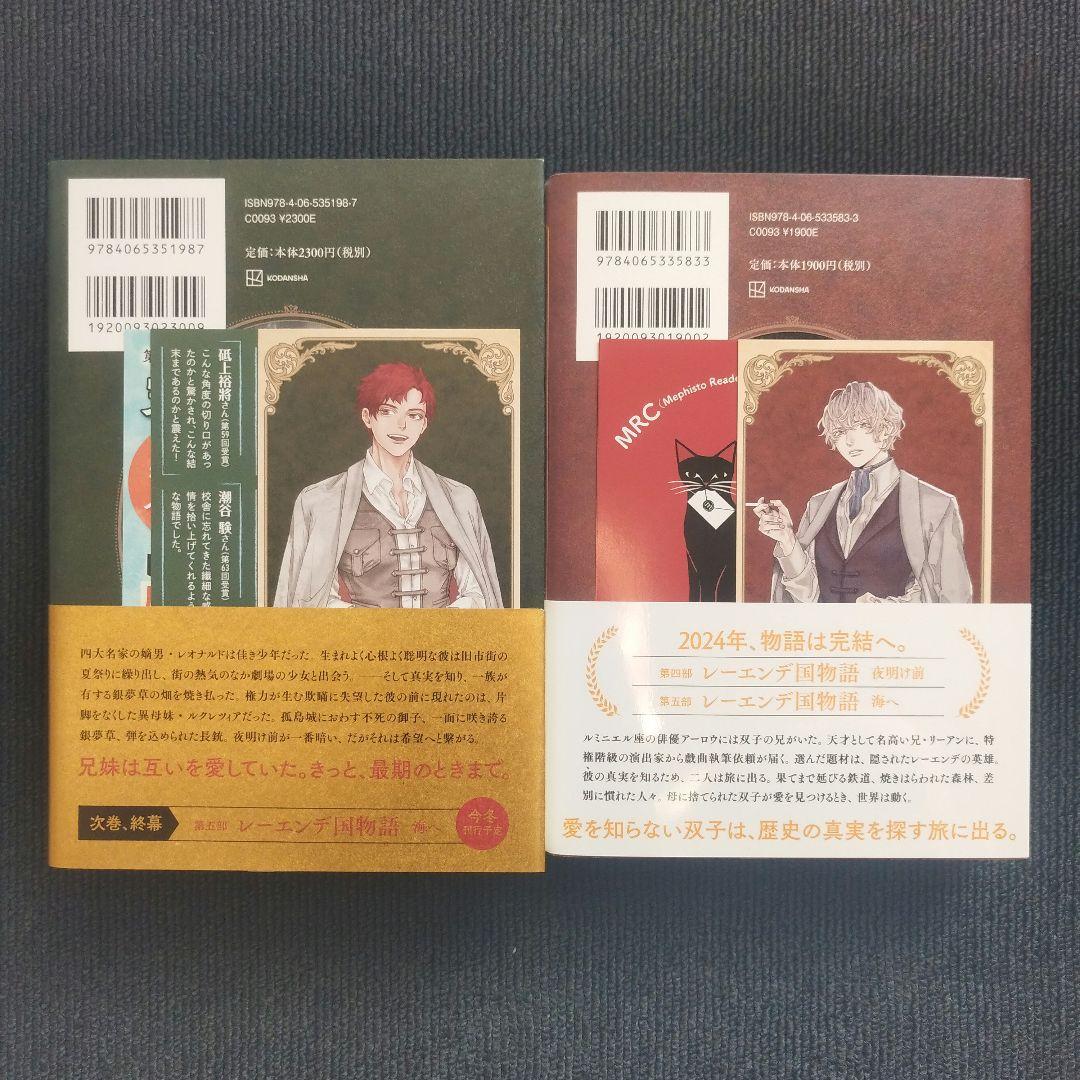 ISBN978-4-06-535198-7
C0093 ¥2300E
9784065351987
定価：本体2300円（税別）
KODANSHA
1920093023009
第
砥上裕將さん（第59回受賞）
こんな角度の切り口があっ
たのかと驚かされ、こんな結
末まであるのかと震えた！
潮谷 験さん（第63回受賞）
校舎に忘れてきた繊細な感
情を拾い上げてくれるよう
な物語でした。
四大名家の嫡男・レオナルドは佳き少年だった。生まれよく心根よく聡明な彼は旧市街の
夏祭りに繰り出し、街の熱気のなか劇場の少女と出会う。――そして真実を知り、一族が
有する銀夢草の畑を焼き払った。権力が生む欺瞞に失望した彼の前に現れたのは、片
脚をなくした異母妹・ルクレツィアだった。孤島城におわす不死の御子、一面に咲き誇る
銀夢草、弾を込められた長銃。夜明け前が一番暗い、だがそれは希望へと繋がる。
兄妹は互いを愛していた。きっと、最期のときまで。
次巻、終幕
第五部 レーエンデ国物語 海へ
今冬
刊行予定
ISBN978-4-06-533583-3
C0093 ¥1900E
9784065335833
定価：本体1900円（税別）
KODANSHA
1920093019002
MRC (Mephisto Reade
2024年、物語は完結へ。
第四部 レーエンデ国物語 夜明け前
第五部 レーエンデ国物語 海へ
ルミニエル座の俳優アーロウには双子の兄がいた。天才として名高い兄・リーアンに、特
権階級の演出家から戯曲執筆依頼が届く。選んだ題材は、隠されたレーエンデの英雄。
彼の真実を知るため、二人は旅に出る。果てまで延びる鉄道、焼きはらわれた森林、差
別に慣れた人々。母に捨てられた双子が愛を見つけるとき、世界は動く。
愛を知らない双子は、歴史の真実を探す旅に出る。